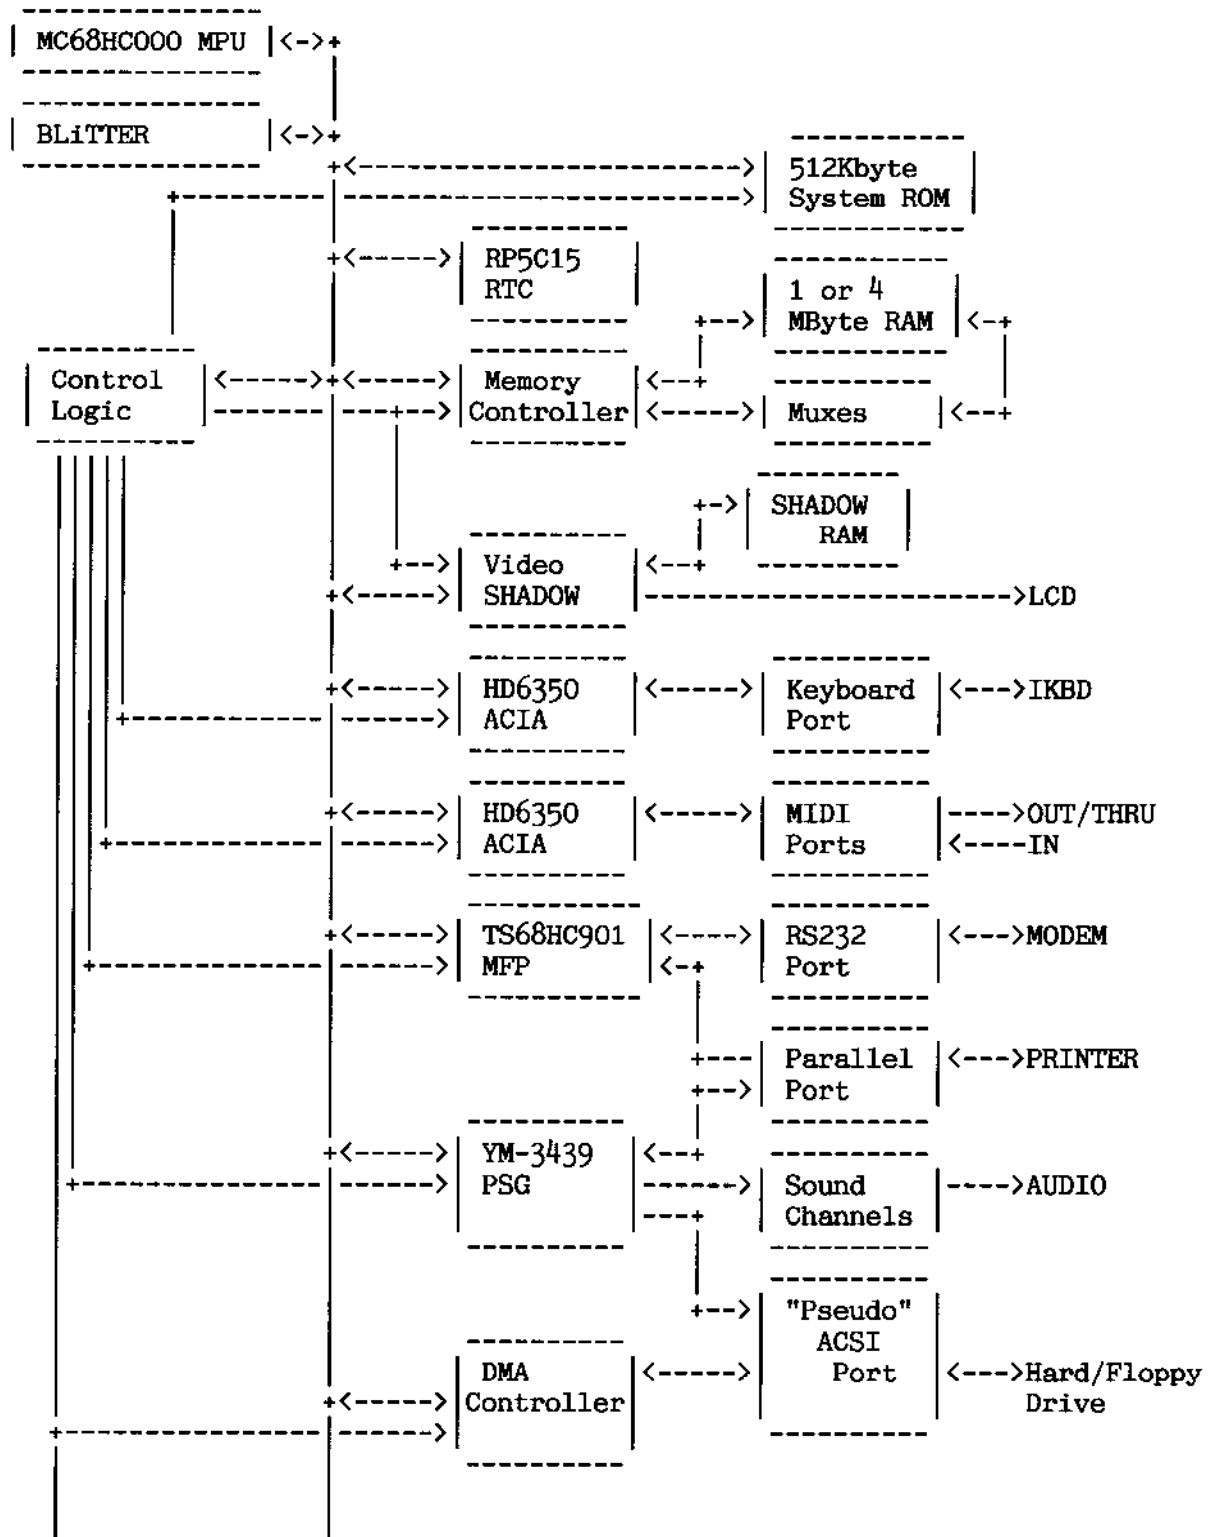 MC68HC000 MPU
BLiTTER
512Kbyte
System ROM
RP5C15
RTC
1 or 4
MByte RAM
Control
Logic
Memory
Controller
Muxes
SHADOW
RAM
Video
SHADOW
LCD
HD6350
ACIA
Keyboard
Port
IKBD
HD6350
ACIA
MIDI
Ports
OUT/THRU
IN
TS68HC901
MFP
RS232
Port
MODEM
Parallel
Port
PRINTER
YM-3439
PSG
Sound
Channels
AUDIO
"Pseudo"
ACSI
Port
DMA
Controller
Hard/Floppy
Drive